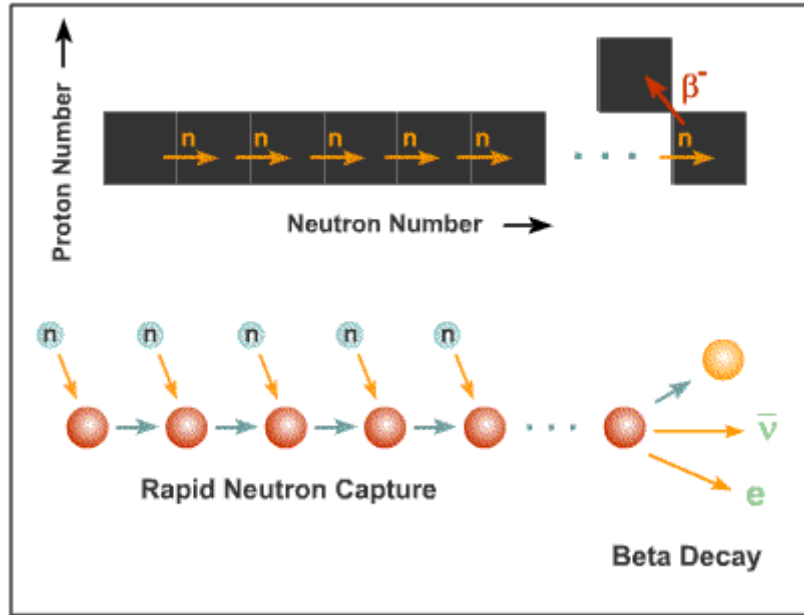 Proton Number
β⁻
n n n n n . . . . n
Neutron Number
n n n n n
. . .
ν̅
e
Rapid Neutron Capture
Beta Decay